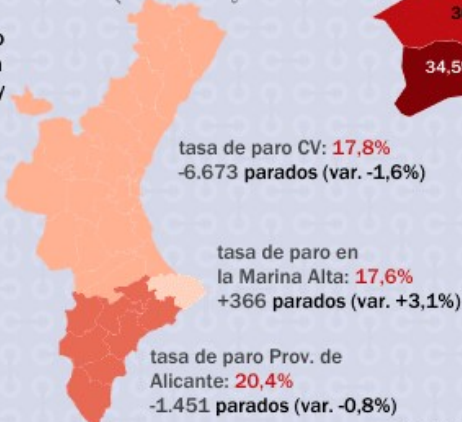 y
3
34,5
tasa de paro CV: 17,8%
-6.673 parados (var. -1,6%)
tasa de paro en
la Marina Alta: 17,6%
+366 parados (var. +3,1%)
tasa de paro Prov. de
Alicante: 20,4%
-1.451 parados (var. -0,8%)